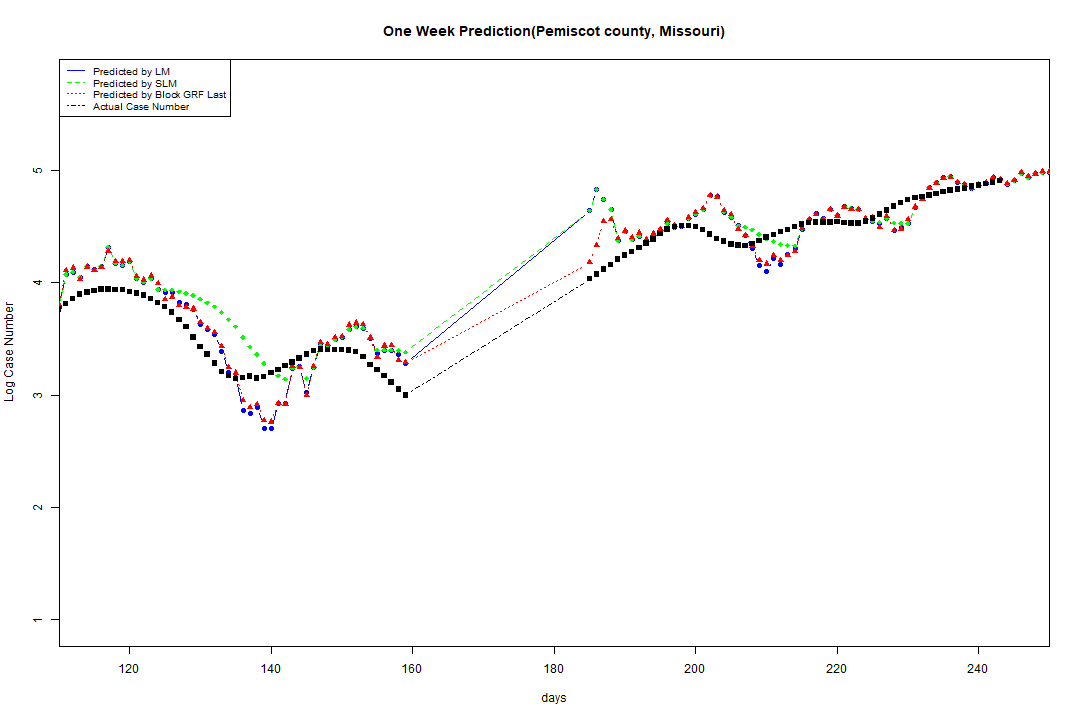 One Week Prediction(Pemiscot county, Missouri)
Predicted by LM
Predicted by SLM
Predicted by Block GRF Last
Actual Case Number
Log Case Number
5
4
3
2
1
120 140 160 180 200 220 240
days